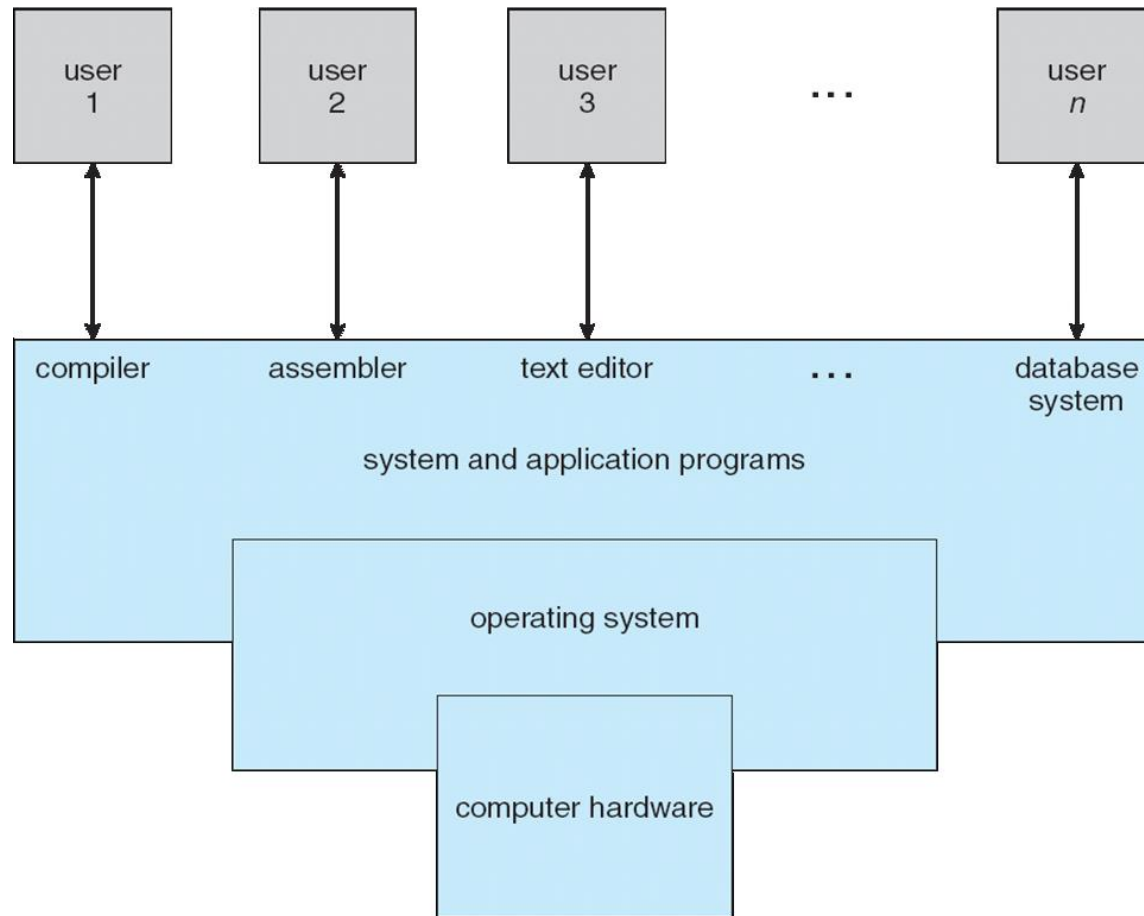 user
1
user
2
user
3
...
user
n
compiler
assembler
text editor
...
database
system
system and application programs
operating system
computer hardware